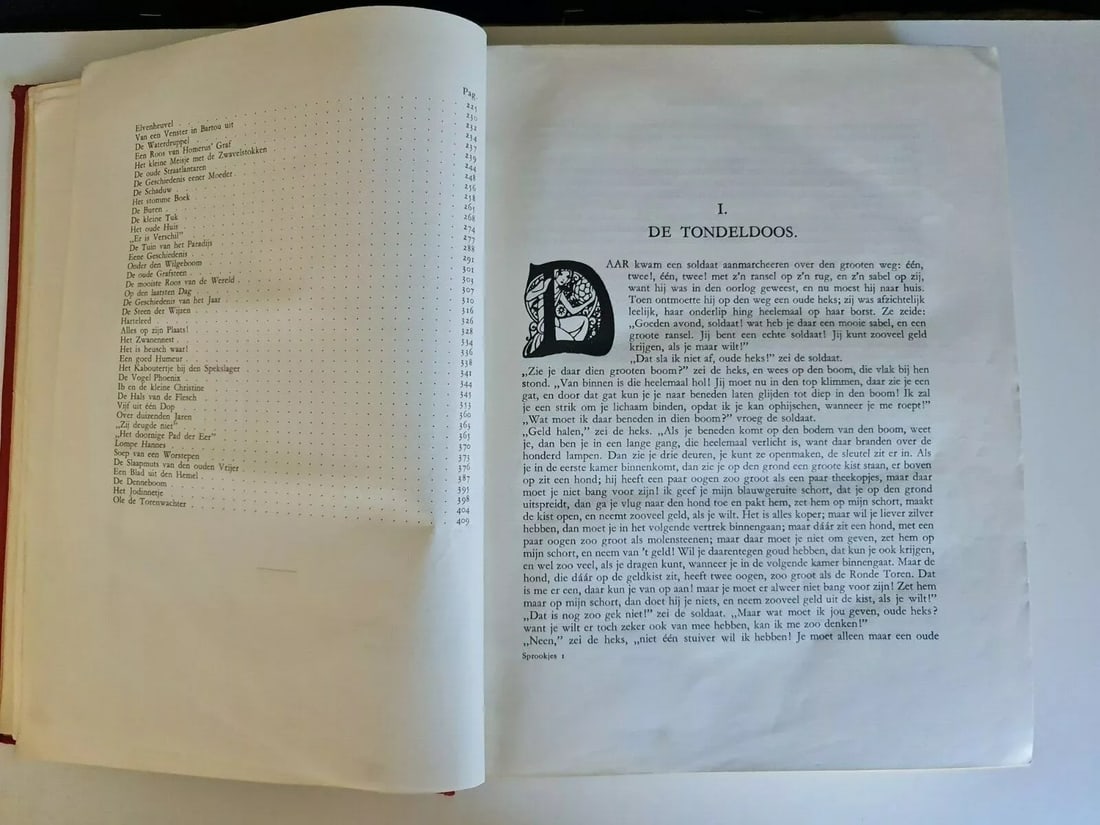 Pag.
Elvenheuvel 225
Van een Venster in Bartou uit 230
De Waterdruppel 232
Een Roos van Homerus' Graf 234
Het kleine Meisje met de Zwavelstokken 237
De oude Straatlantaren 239
De Geschiedenis eener Moeder 244
De Schaduw 248
Het stomme Boek 256
De Buren 258
De kleine Tuk 265
Het oude Huis 268
„Er is Verschil” 274
De Tuin van het Paradijs 277
Eene Geschiedenis 288
Onder den Wilgeboom 291
De oude Grafsteen 301
De mooiste Roos van de Wereld 303
Op den laatsten Dag 307
De Geschiedenis van het Jaar 310
De Steen der Wijzen 316
Harteleed 326
Alles op zijn Plaats! 328
Het Zwanennest 334
Het is heusch waar! 336
Een goed Humeur 338
Het Kaboutertje bij den Spekslager 341
De Vogel Phoenix 344
Ib en de kleine Christine 345
De Hals van de Flesch 353
Vijf uit één Dop 360
Over duizenden Jaren 363
„Zij deugde niet” 365
„Het doornige Pad der Eer” 370
Lompe Hannes 373
Soep van een Worstepen 376
De Slaapmuts van den ouden Vrijer 387
Een Blad uit den Hemel 391
De Denneboom 398
Het Jodinnetje 404
Ole de Torenwachter 409
I.
DE TONDELDOOS.
DAAR kwam een soldaat aanmarcheeren over den grooten weg: één,
twee!, één, twee! met z'n ransel op z'n rug, en z'n sabel op zij,
want hij was in den oorlog geweest, en nu moest hij naar huis.
Toen ontmoette hij op den weg een oude heks; zij was afzichtelijk
leelijk, haar onderlip hing heelemaal op haar borst. Ze zeide:
„Goeden avond, soldaat! wat heb je daar een mooie sabel, en een
groote ransel. Jij bent een echte soldaat! Jij kunt zooveel geld
krijgen, als je maar wilt!”
„Dat sla ik niet af, oude heks!” zei de soldaat.
„Zie je daar dien grooten boom?” zei de heks, en wees op den boom, die vlak bij hen
stond. „Van binnen is die heelemaal hol! Jij moet nu in den top klimmen, daar zie je een
gat, en door dat gat kun je je naar beneden laten glijden tot diep in den boom! Ik zal
je een strik om je lichaam binden, opdat ik je kan ophijschen, wanneer je me roept!”
„Wat moet ik daar beneden in dien boom?” vroeg de soldaat.
„Geld halen,” zei de heks. „Als je beneden komt op den bodem van den boom, weet
je, dan ben je in een lange gang, die heelemaal verlicht is, want daar branden over de
honderd lampen. Dan zie je drie deuren, je kunt ze openmaken, de sleutel zit er in. Als
je in de eerste kamer binnenkomt, dan zie je op den grond een groote kist staan, er boven
op zit een hond; hij heeft een paar oogen zoo groot als een paar theekopjes, maar daar
moet je niet bang voor zijn! ik geef je mijn blauwgeruite schort, dat je op den grond
uitspreidt, dan ga je vlug naar den hond toe en pakt hem, zet hem op mijn schort, maakt
de kist open, en neemt zooveel geld, als je wilt. Het is alles koper; maar wil je liever zilver
hebben, dan moet je in het volgende vertrek binnengaan; maar dáár zit een hond, met een
paar oogen zoo groot als molensteenen; maar daar moet je niet om geven, zet hem op
mijn schort, en neem van 't geld! Wil je daarentegen goud hebben, dat kun je ook krijgen,
en wel zoo veel, als je dragen kunt, wanneer je in de volgende kamer binnengaat. Maar de
hond, die dáár op de geldkist zit, heeft twee oogen, zoo groot als de Ronde Toren. Dat
is me er een, daar kun je van op aan! maar je moet er alweer niet bang voor zijn! Zet hem
maar op mijn schort, dan doet hij je niets, en neem zooveel geld uit de kist, als je wilt!”
„Dat is nog zoo gek niet!” zei de soldaat. „Maar wat moet ik jou geven, oude heks?
want je wilt er toch zeker ook van mee hebben, kan ik me zoo denken!”
„Neen,” zei de heks, „niet één stuiver wil ik hebben! Je moet alleen maar een oude
Sprookjes 1